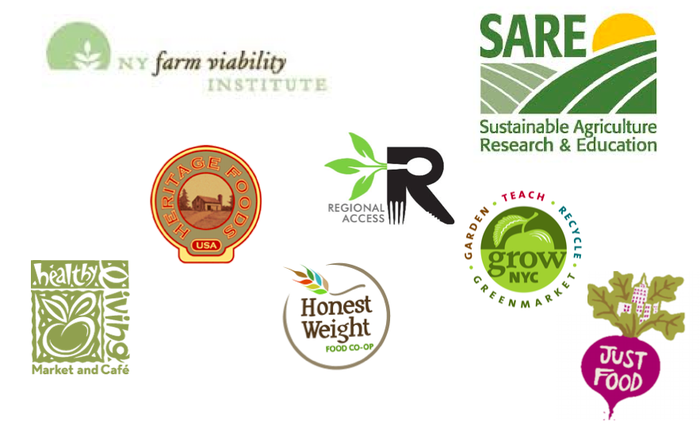 NY farm viability
INSTITUTE
SARE
Sustainable Agriculture
Research & Education
HERITAGE FOODS
USA
REGIONAL
ACCESS
R
GARDEN • TEACH • RECYCLE
grow
NYC
• GREENMARKET •
healthy
living
Market and Café
Honest
Weight
FOOD CO-OP
JUST
FOOD